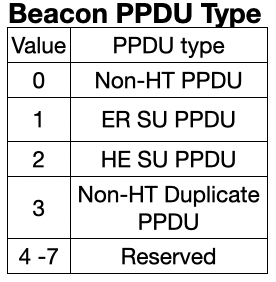 Beacon PPDU Type
Value PPDU type
0 Non-HT PPDU
1 ER SU PPDU
2 HE SU PPDU
3 Non-HT Duplicate
PPDU
4 -7 Reserved